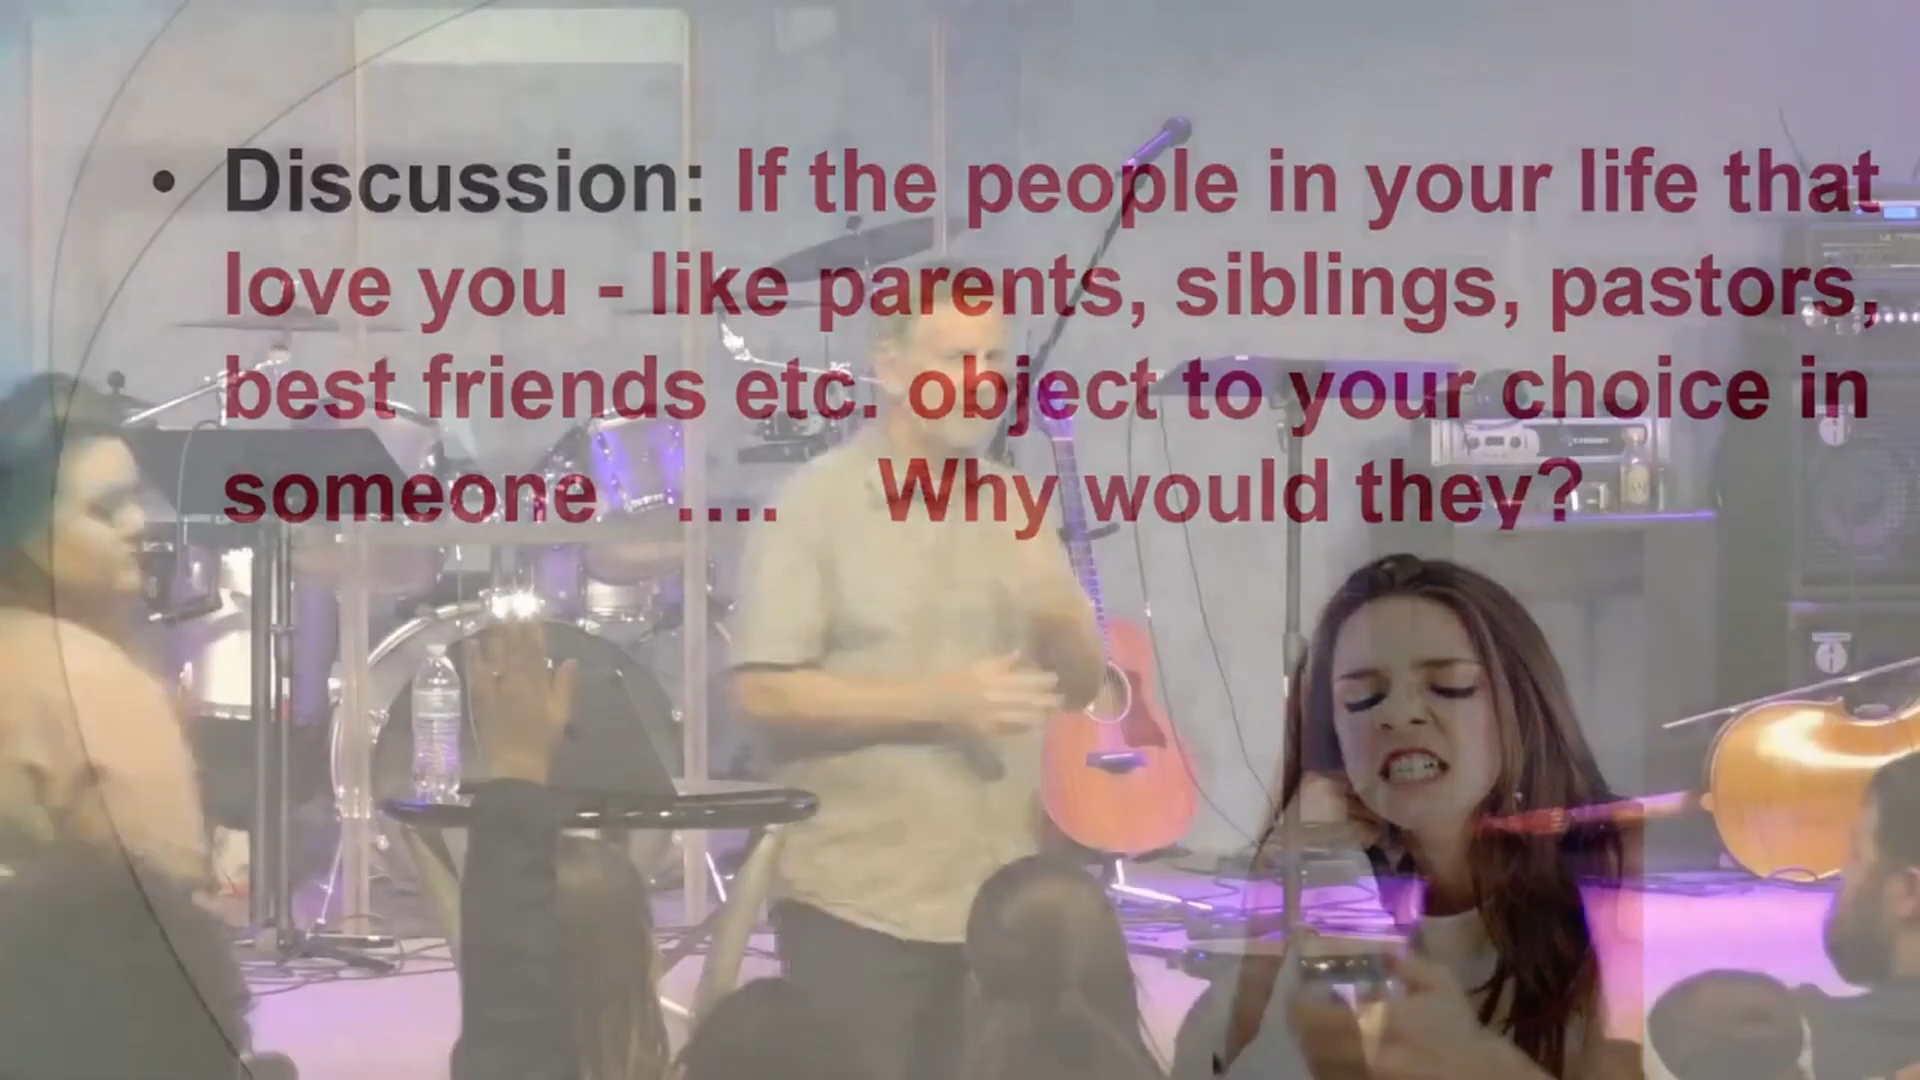 • Discussion: If the people in your life that
love you - like parents, siblings, pastors,
best friends etc. object to your choice in
someone .... Why would they?